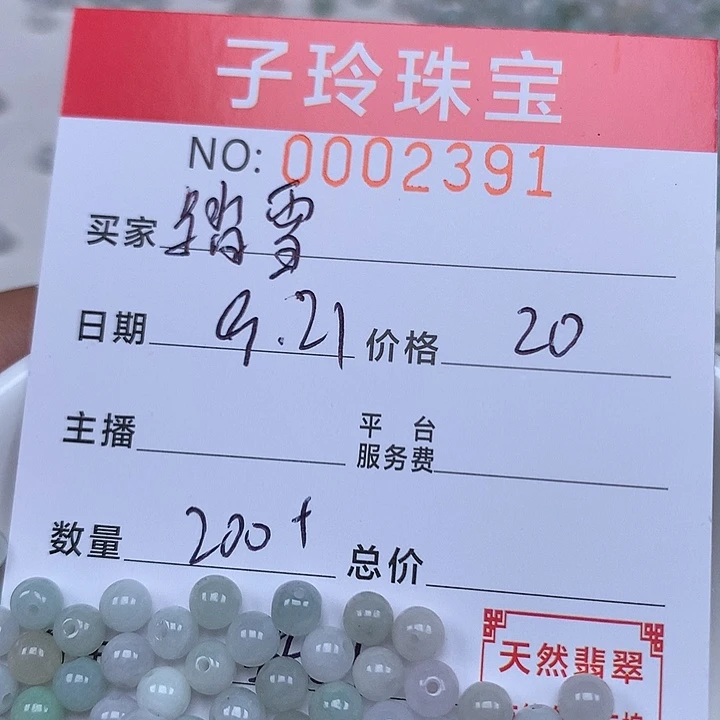 子玲珠宝
NO: 0002391
买家 雪
日期 9.21 价格 20
主播 平台服务费
数量 200+ 总价
天然翡翠